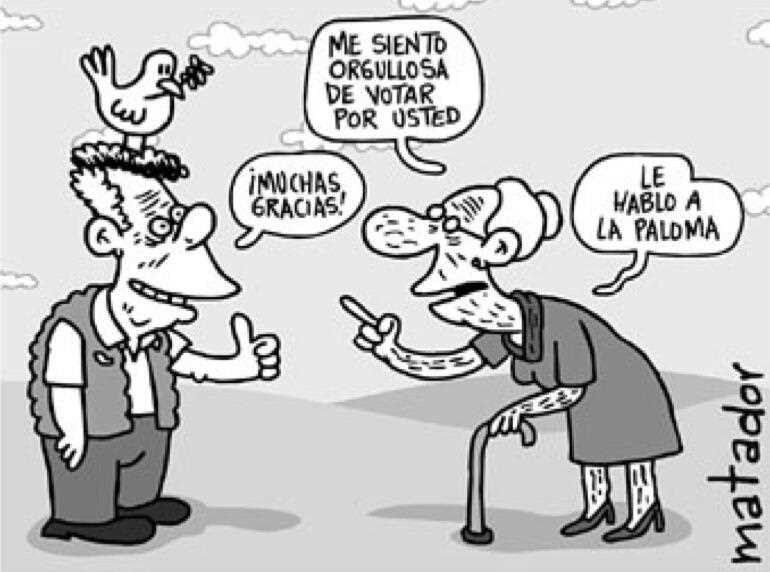 ME SIENTO
ORGULLOSA
DE VOTAR
POR USTED
¡MUCHAS
GRACIAS!
LE
HABLO A
LA PALOMA
matador